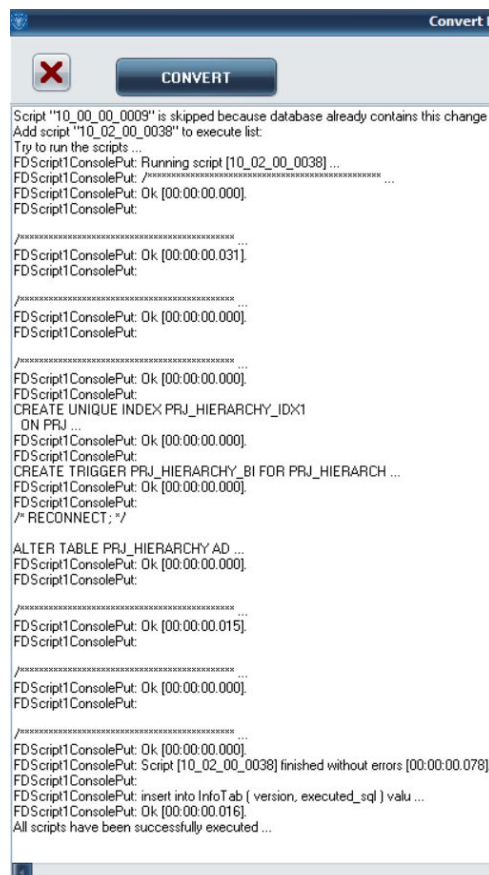 Convert
CONVERT
Script "10_00_00_0009" is skipped because database already contains this change
Add script "10_02_00_0038" to execute list:
Try to run the scripts ...
FDScript1ConsolePut: Running script [10_02_00_0038] ...
FDScript1ConsolePut: /************************************************ ...
FDScript1ConsolePut: Ok [00:00:00.000].
FDScript1ConsolePut:
/******************************************** ...
FDScript1ConsolePut: Ok [00:00:00.031].
FDScript1ConsolePut:
/******************************************** ...
FDScript1ConsolePut: Ok [00:00:00.000].
FDScript1ConsolePut:
/******************************************** ...
FDScript1ConsolePut: Ok [00:00:00.000].
FDScript1ConsolePut:
CREATE UNIQUE INDEX PRJ_HIERARCHY_IDX1
ON PRJ ...
FDScript1ConsolePut: Ok [00:00:00.000].
FDScript1ConsolePut:
CREATE TRIGGER PRJ_HIERARCHY_BI FOR PRJ_HIERARCH ...
FDScript1ConsolePut: Ok [00:00:00.000].
FDScript1ConsolePut:
/* RECONNECT; */
ALTER TABLE PRJ_HIERARCHY AD ...
FDScript1ConsolePut: Ok [00:00:00.000].
FDScript1ConsolePut:
/******************************************** ...
FDScript1ConsolePut: Ok [00:00:00.015].
FDScript1ConsolePut:
/******************************************** ...
FDScript1ConsolePut: Ok [00:00:00.000].
FDScript1ConsolePut:
/******************************************** ...
FDScript1ConsolePut: Ok [00:00:00.000].
FDScript1ConsolePut: Script [10_02_00_0038] finished without errors [00:00:00.078]
FDScript1ConsolePut:
FDScript1ConsolePut: insert into InfoTab ( version, executed_sql ) valu ...
FDScript1ConsolePut: Ok [00:00:00.016].
All scripts have been successfully executed ...